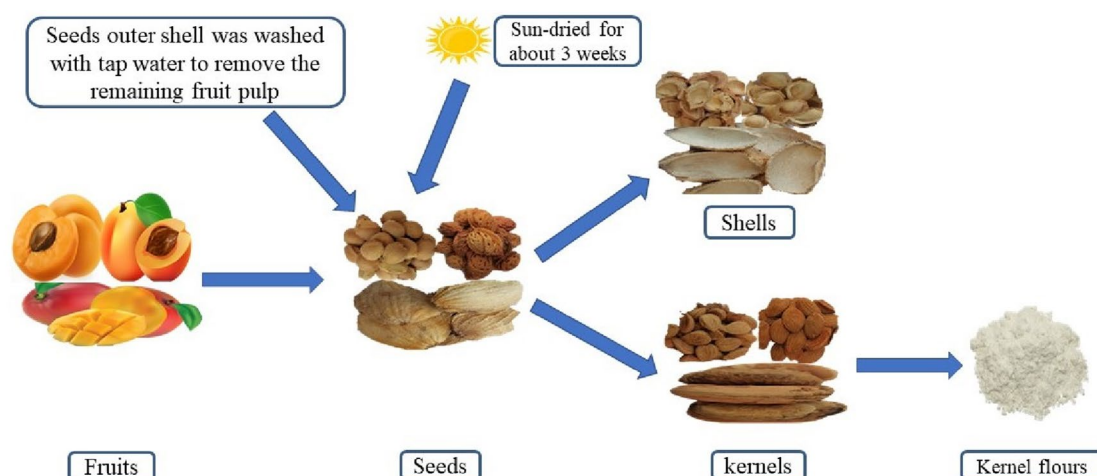 Seeds outer shell was washed
with tap water to remove the
remaining fruit pulp
Sun-dried for
about 3 weeks
Shells
Fruits
Seeds
kernels
Kernel flours